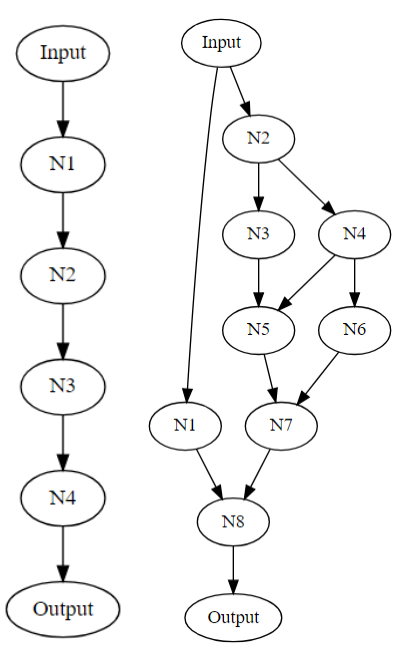 Input
N1
N2
N3
N4
Output
Input
N2
N3 N4
N5 N6
N1 N7
N8
Output